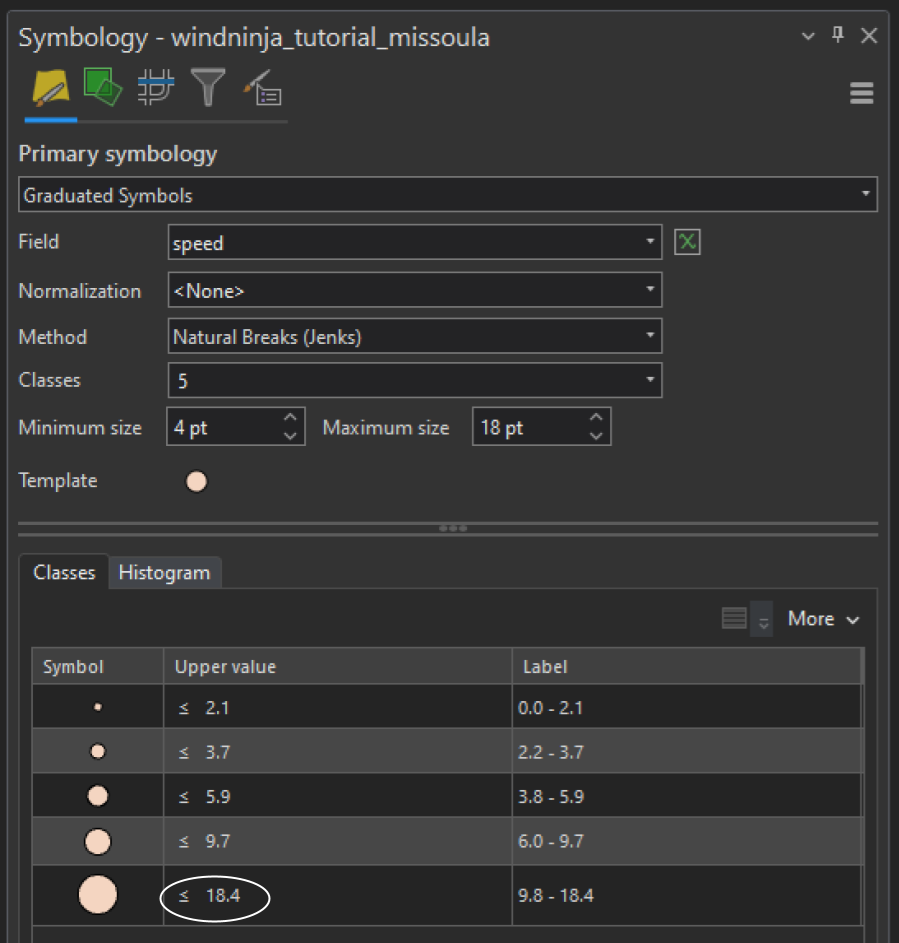 Symbology - windninja_tutorial_missoula
Primary symbology
Graduated Symbols
Field speed
Normalization <None>
Method Natural Breaks (Jenks)
Classes 5
Minimum size 4 pt Maximum size 18 pt
Template
Classes Histogram
More
Symbol Upper value Label
≤ 2.1 0.0 - 2.1
≤ 3.7 2.2 - 3.7
≤ 5.9 3.8 - 5.9
≤ 9.7 6.0 - 9.7
≤ 18.4 9.8 - 18.4